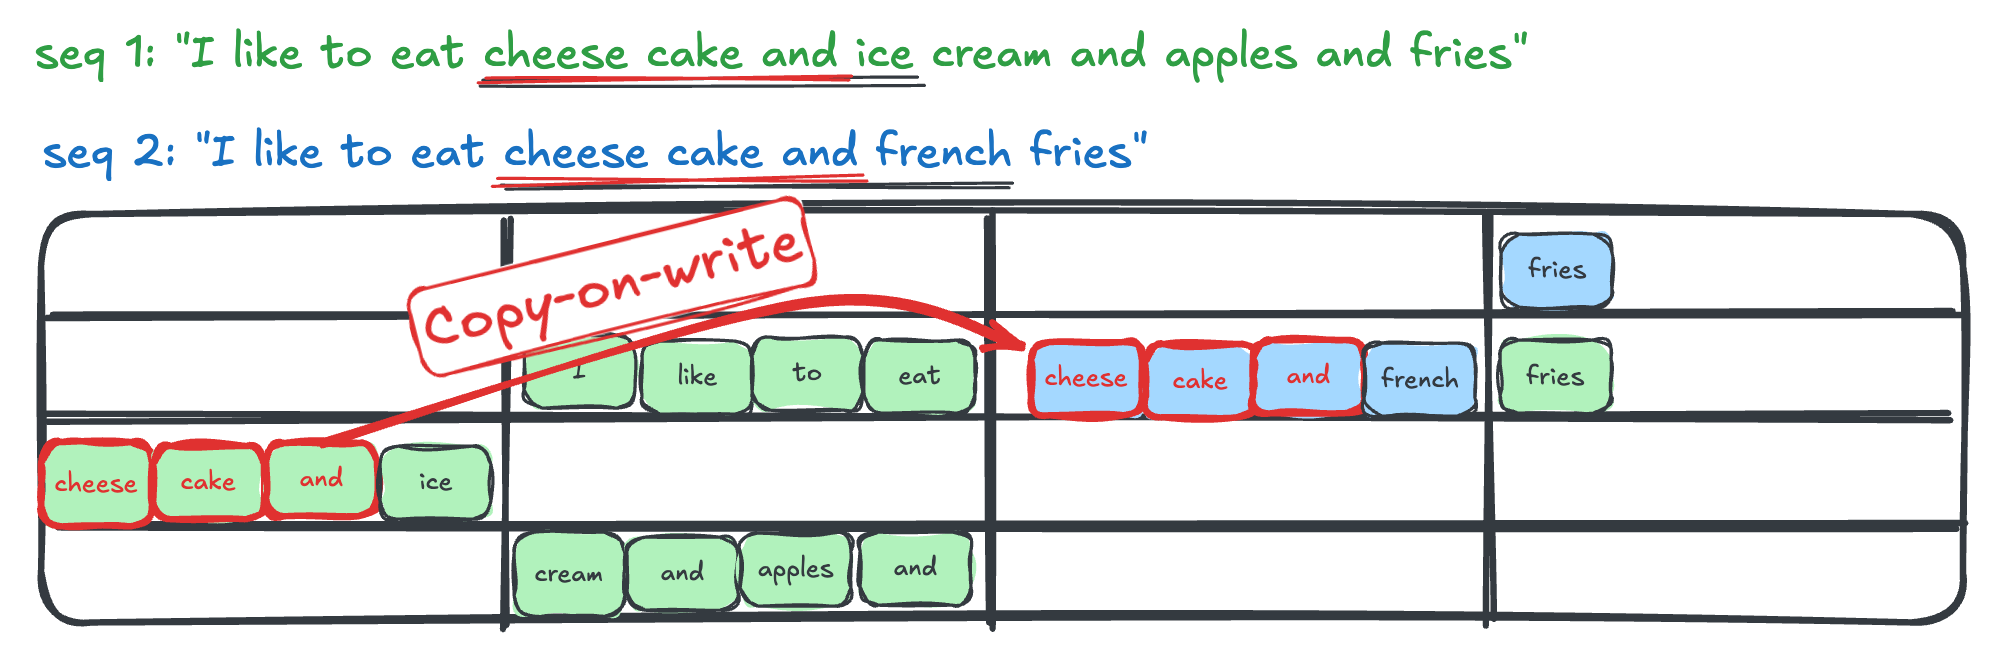 seq 1: "I like to eat cheese cake and ice cream and apples and fries"
seq 2: "I like to eat cheese cake and french fries"
Copy-on-write
fries
I like to eat
cheese cake and french
fries
cheese cake and ice
cream and apples and